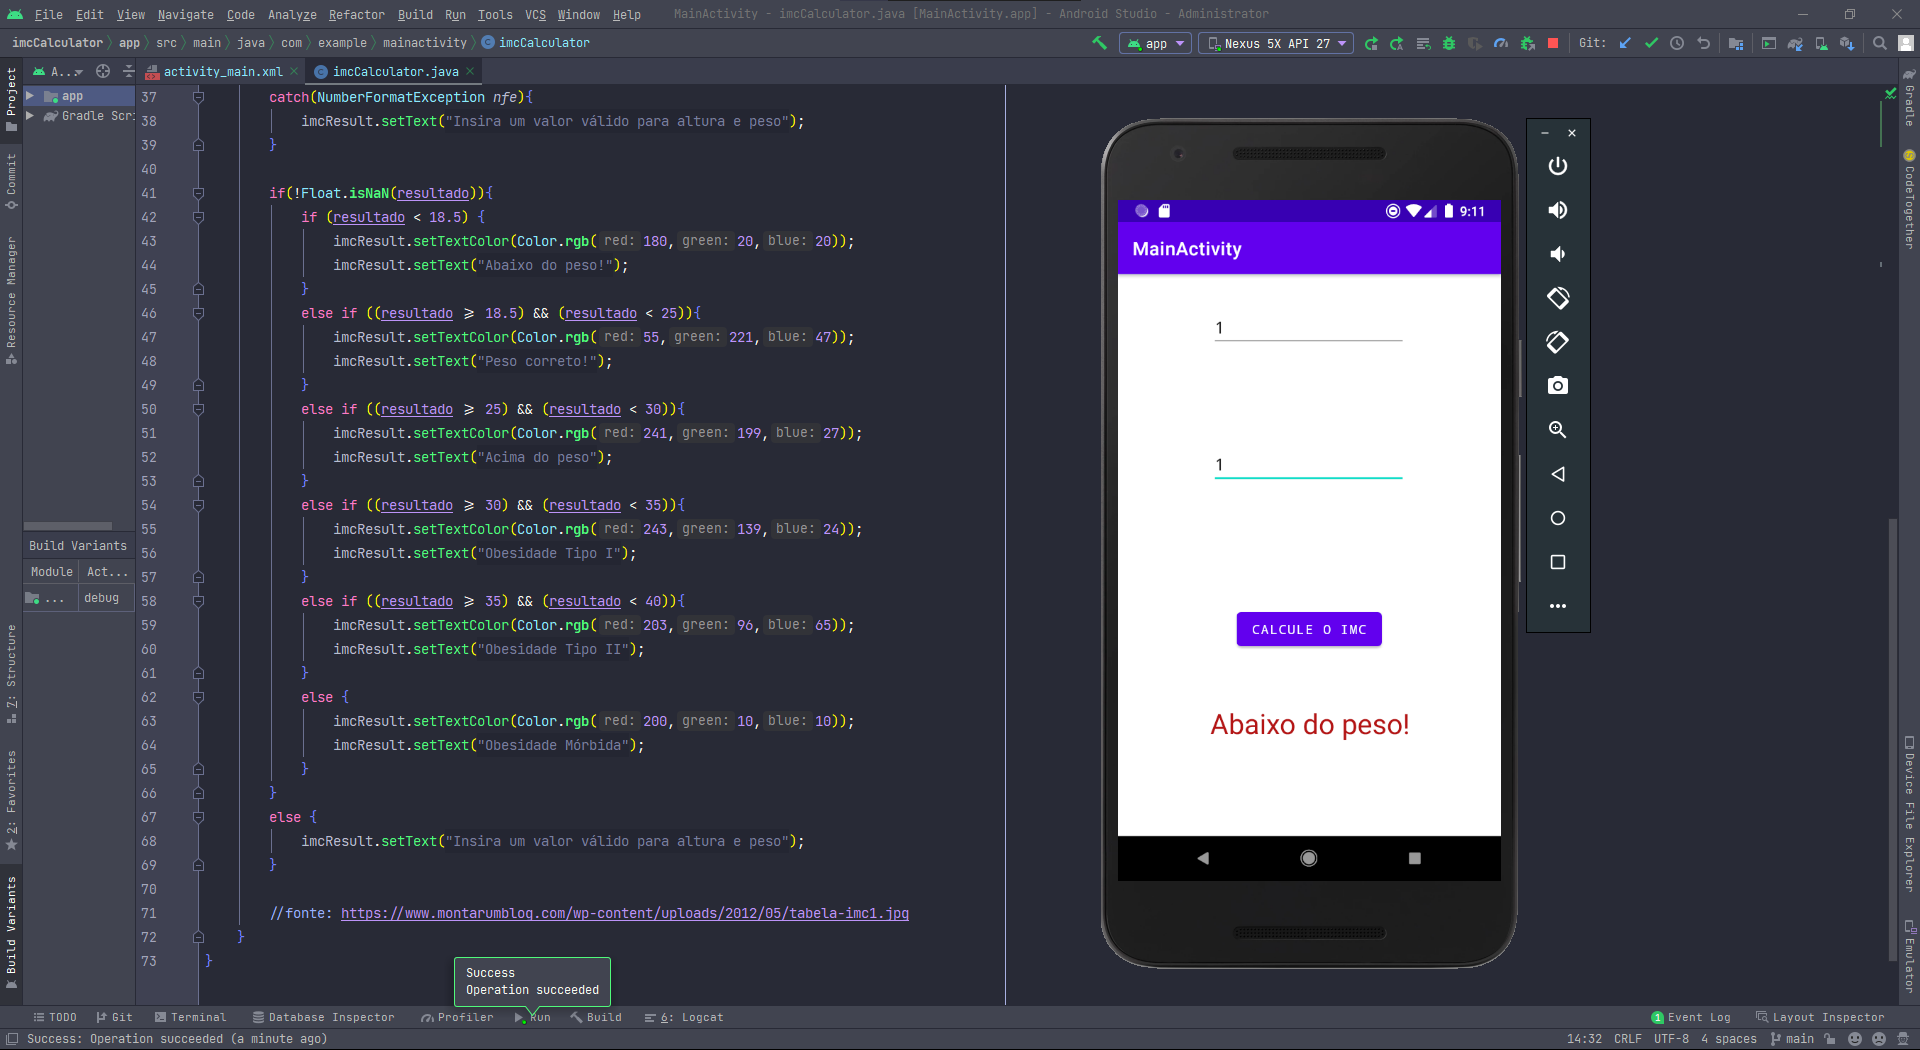 File Edit View Navigate Code Analyze Refactor Build Run Tools VCS Window Help MainActivity - imcCalculator.java [MainActivity.app] - Android Studio - Administrator
imcCalculator app src main java com example mainactivity imcCalculator app Nexus 5X API 27 Git:
A... activity_main.xml imcCalculator.java
app
Gradle Scri
Build Variants
Module Act...
... debug
Project
Commit
Resource Manager
7: Structure
2: Favorites
Build Variants
37 catch(NumberFormatException nfe){
38 imcResult.setText("Insira um valor válido para altura e peso");
39 }
40
41 if(!Float.isNaN(resultado)){
42 if (resultado < 18.5) {
43 imcResult.setTextColor(Color.rgb( red: 180, green: 20, blue: 20));
44 imcResult.setText("Abaixo do peso!");
45 }
46 else if ((resultado ≥ 18.5) && (resultado < 25)){
47 imcResult.setTextColor(Color.rgb( red: 55, green: 221, blue: 47));
48 imcResult.setText("Peso correto!");
49 }
50 else if ((resultado ≥ 25) && (resultado < 30)){
51 imcResult.setTextColor(Color.rgb( red: 241, green: 199, blue: 27));
52 imcResult.setText("Acima do peso");
53 }
54 else if ((resultado ≥ 30) && (resultado < 35)){
55 imcResult.setTextColor(Color.rgb( red: 243, green: 139, blue: 24));
56 imcResult.setText("Obesidade Tipo I");
57 }
58 else if ((resultado ≥ 35) && (resultado < 40)){
59 imcResult.setTextColor(Color.rgb( red: 203, green: 96, blue: 65));
60 imcResult.setText("Obesidade Tipo II");
61 }
62 else {
63 imcResult.setTextColor(Color.rgb( red: 200, green: 10, blue: 10));
64 imcResult.setText("Obesidade Mórbida");
65 }
66 }
67 else {
68 imcResult.setText("Insira um valor válido para altura e peso");
69 }
70
71 //fonte: https://www.montarumblog.com/wp-content/uploads/2012/05/tabela-imc1.jpg
72 }
73 }
9:11
MainActivity
1
1
CALCULE O IMC
Abaixo do peso!
Gradle
CodeTogether
Device File Explorer
Emulator
Success
Operation succeeded
TODO Git Terminal Database Inspector Profiler Run Build 6: Logcat 1 Event Log Layout Inspector
Success: Operation succeeded (a minute ago) 14:32 CRLF UTF-8 4 spaces main